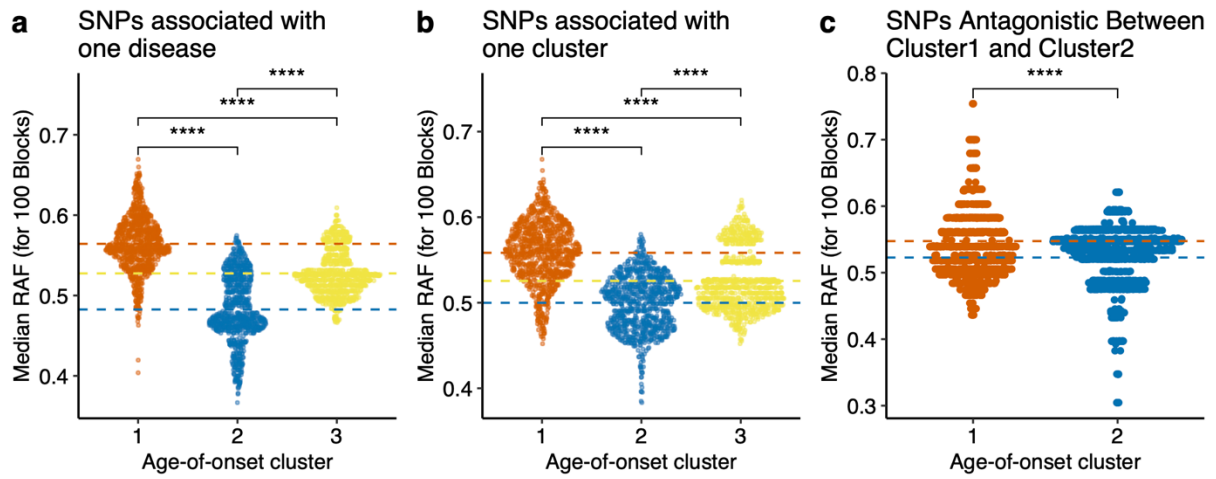 a
SNPs associated with
one disease
Median RAF (for 100 Blocks)
0.7
0.6
0.5
0.4
****
****
****
1
2
3
Age-of-onset cluster
b
SNPs associated with
one cluster
Median RAF (for 100 Blocks)
0.7
0.6
0.5
0.4
****
****
****
1
2
3
Age-of-onset cluster
c
SNPs Antagonistic Between
Cluster1 and Cluster2
Median RAF (for 100 Blocks)
0.8
0.7
0.6
0.5
0.4
0.3
****
1
2
Age-of-onset cluster